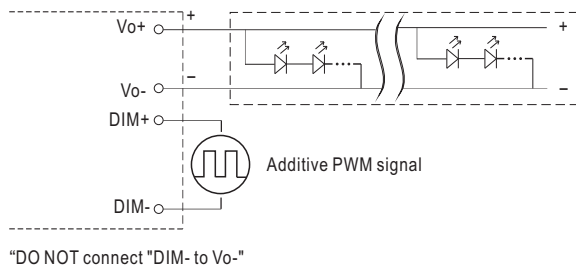 Vo+
+
+
Vo-
−
−
DIM+
Additive PWM signal
DIM-
“DO NOT connect "DIM- to Vo-"